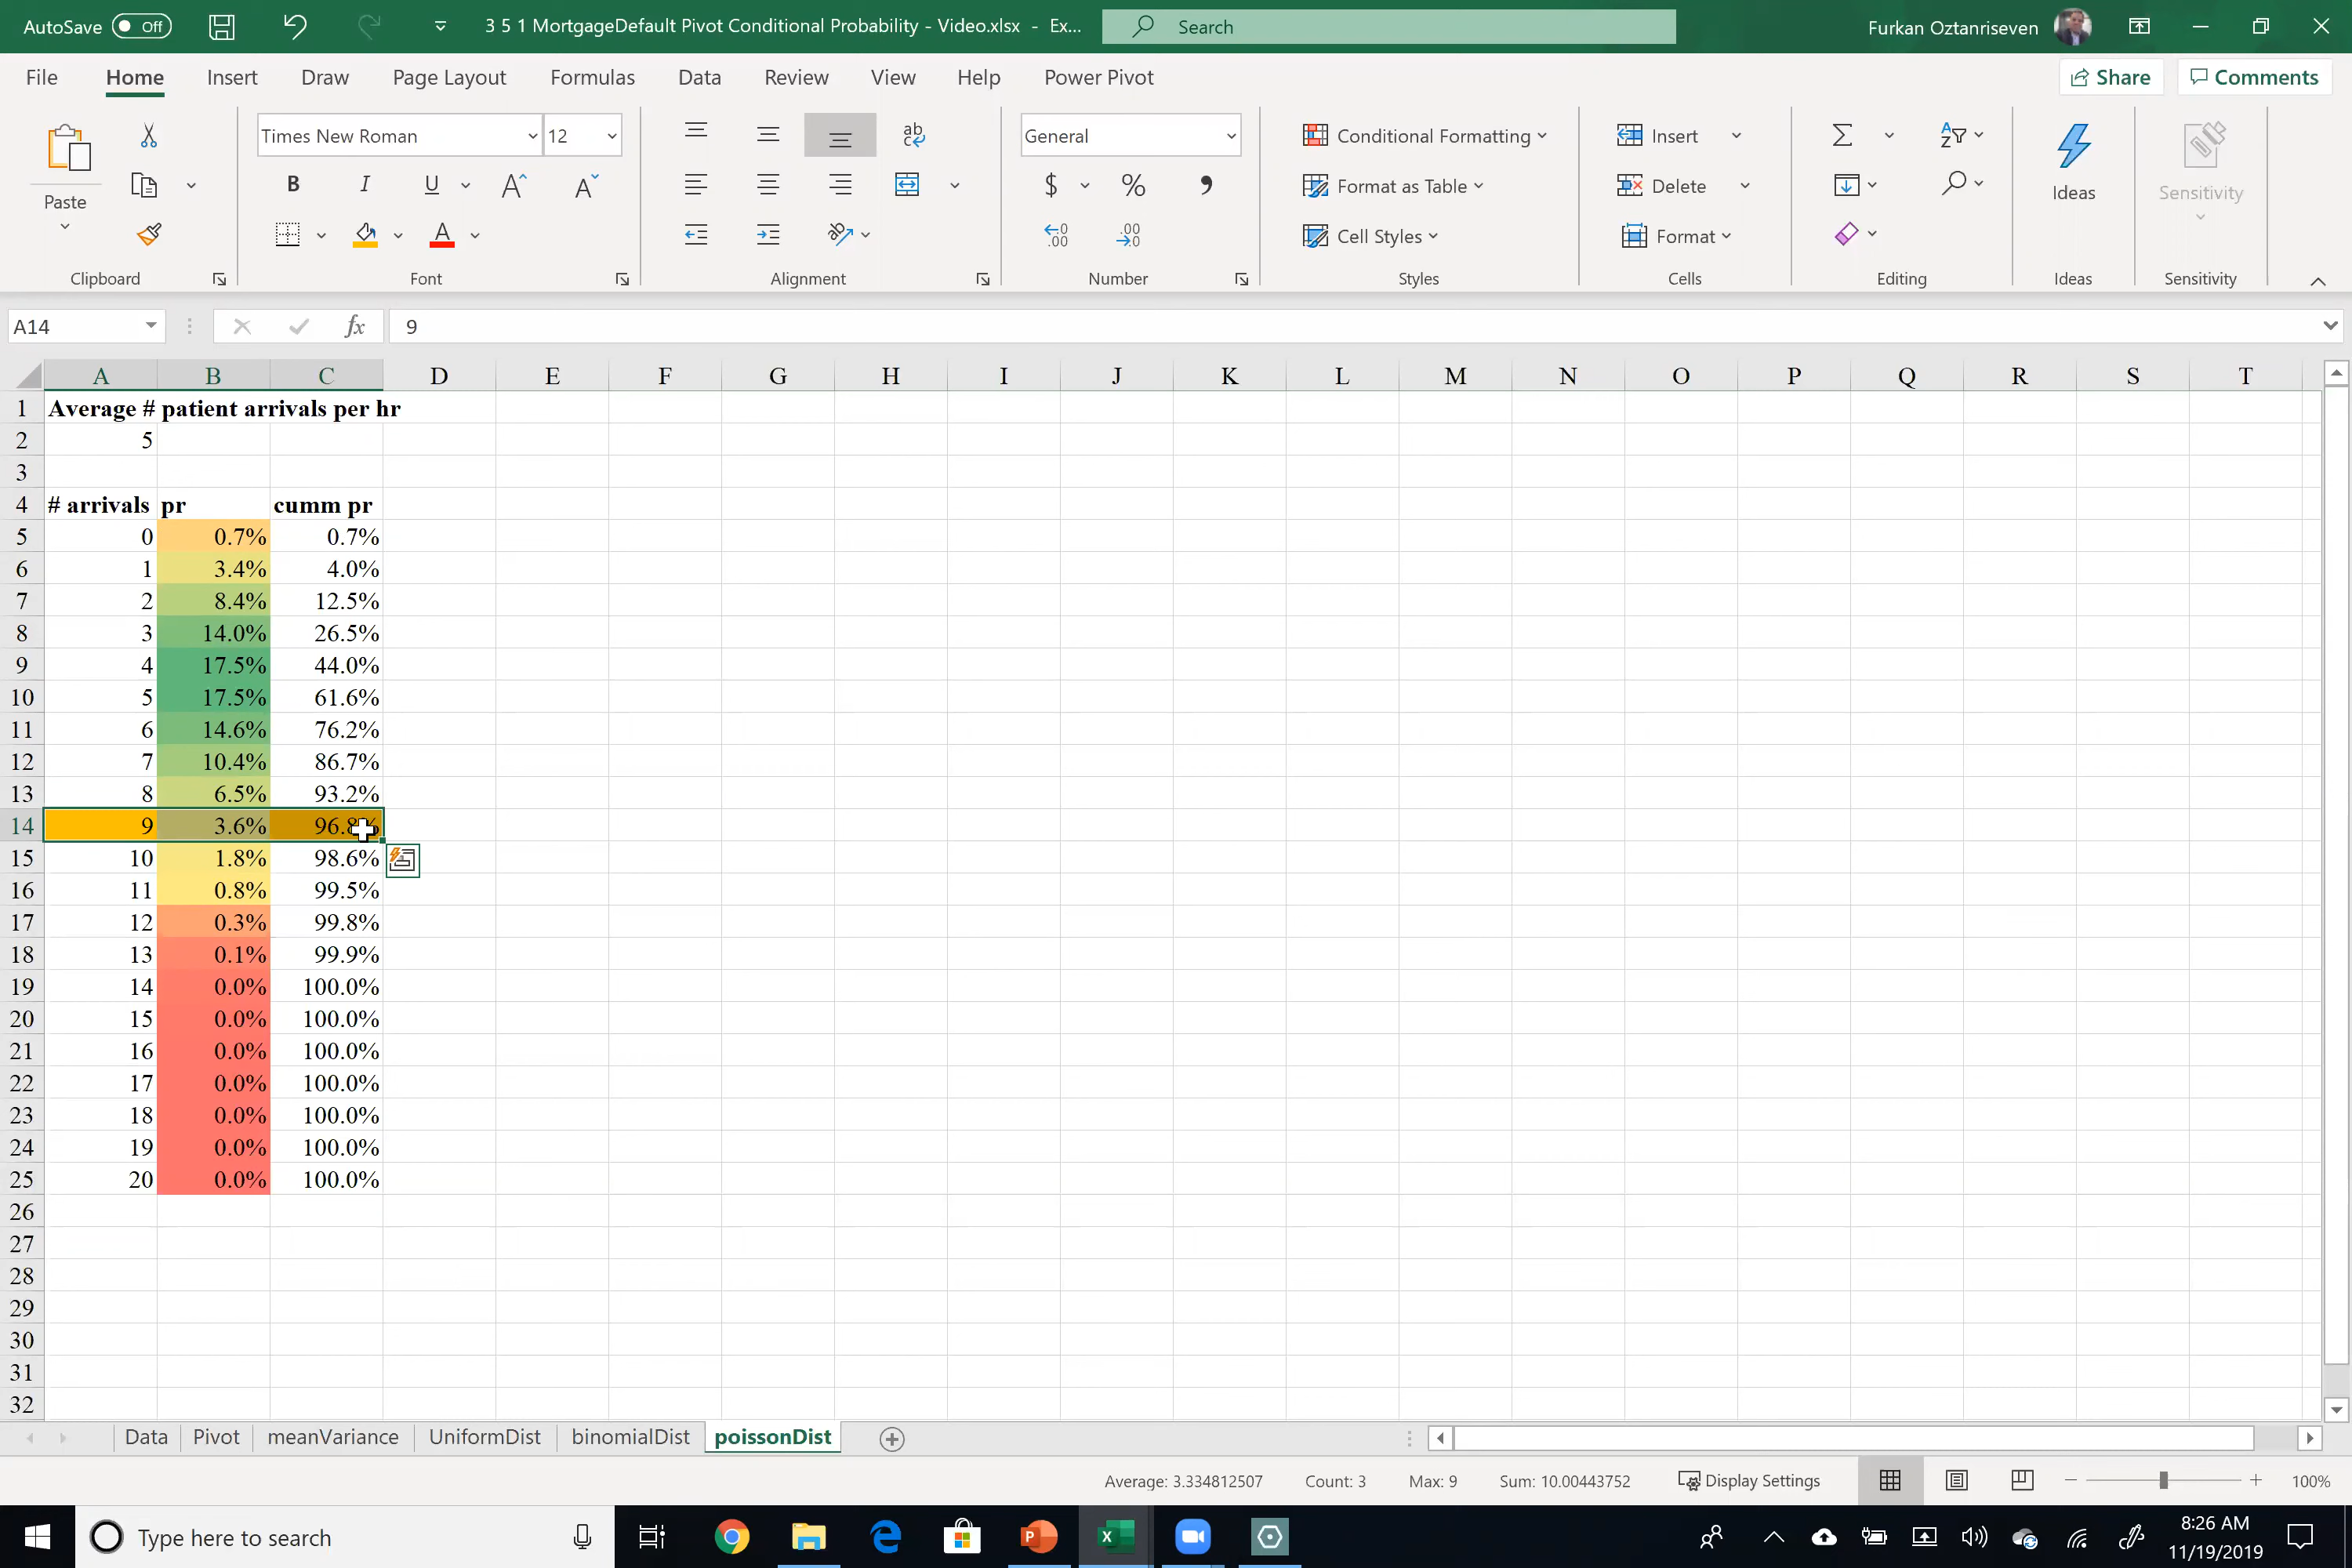 AutoSave Off 3 5 1 MortgageDefault Pivot Conditional Probability - Video.xlsx - Ex... Search Furkan Oztanriseven
File Home Insert Draw Page Layout Formulas Data Review View Help Power Pivot Share Comments
Paste Times New Roman 12 General Conditional Formatting Insert Ideas Sensitivity
B I U $ % Format as Table Delete
Cell Styles Format
Clipboard Font Alignment Number Styles Cells Editing Ideas Sensitivity
A14 fx 9
A B C D E F G H I J K L M N O P Q R S T
1 Average # patient arrivals per hr
2 5
3
4 # arrivals pr cumm pr
5 0 0.7% 0.7%
6 1 3.4% 4.0%
7 2 8.4% 12.5%
8 3 14.0% 26.5%
9 4 17.5% 44.0%
10 5 17.5% 61.6%
11 6 14.6% 76.2%
12 7 10.4% 86.7%
13 8 6.5% 93.2%
14 9 3.6% 96.8%
15 10 1.8% 98.6%
16 11 0.8% 99.5%
17 12 0.3% 99.8%
18 13 0.1% 99.9%
19 14 0.0% 100.0%
20 15 0.0% 100.0%
21 16 0.0% 100.0%
22 17 0.0% 100.0%
23 18 0.0% 100.0%
24 19 0.0% 100.0%
25 20 0.0% 100.0%
26
27
28
29
30
31
32
Data Pivot meanVariance UniformDist binomialDist poissonDist
Average: 3.334812507 Count: 3 Max: 9 Sum: 10.00443752 Display Settings 100%
Type here to search 8:26 AM
11/19/2019